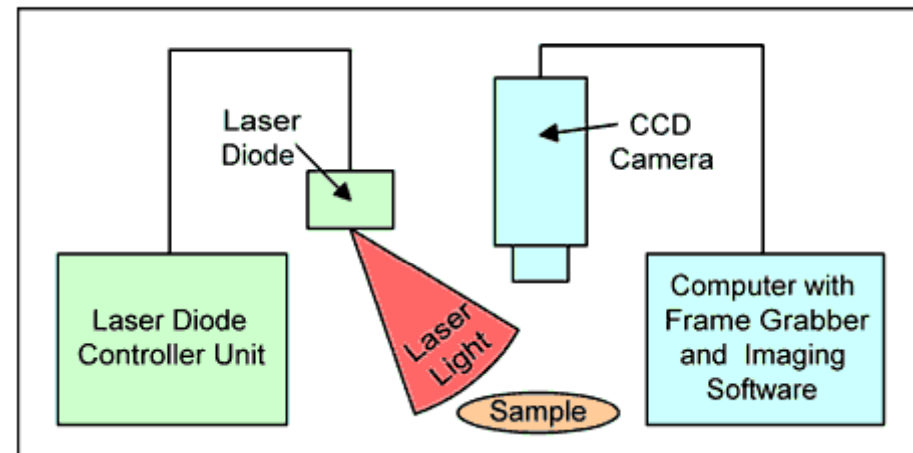 Laser
Diode
CCD
Camera
Laser Diode
Controller Unit
Laser
Light
Sample
Computer with
Frame Grabber
and Imaging
Software